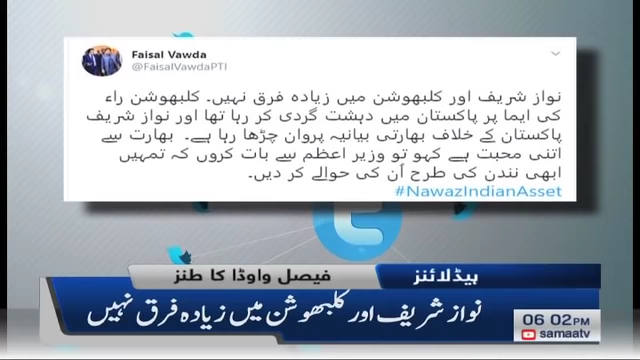 Faisal Vawda
@FaisalVawdaPTI
نواز شریف اور کلبھوشن میں زیادہ فرق نہیں۔ کلبھوشن راء
کی ایما پر پاکستان میں دہشت گردی کر رہا تھا اور نواز شریف
پاکستان کے خلاف بھارتی بیانیہ پروان چڑھا رہا ہے۔ بھارت سے
اتنی محبت ہے کہو تو وزیر اعظم سے بات کروں کہ تمہیں
ابھی نندن کی طرح اُن کی حوالے کر دیں۔
#NawazIndianAsset
ہیڈلائنز
فیصل واوڈا کا طنز
نواز شریف اور کلبھوشن میں زیادہ فرق نہیں
06 02PM
samaatv